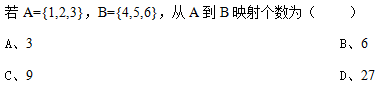 若 A={1,2,3}，B={4,5,6}，从 A 到 B 映射个数为（　　）
A、3　　B、6
C、9　　D、27